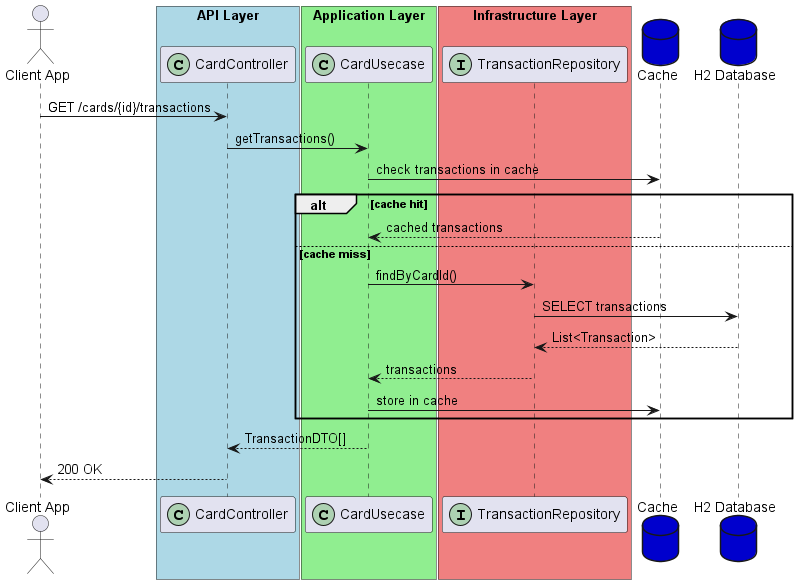 API Layer
Application Layer
Infrastructure Layer
Client App
C CardController
C CardUsecase
I TransactionRepository
Cache
H2 Database
GET /cards/{id}/transactions
getTransactions()
check transactions in cache
alt
[cache hit]
cached transactions
[cache miss]
findByCardId()
SELECT transactions
List<Transaction>
transactions
store in cache
TransactionDTO[]
200 OK
Client App
C CardController
C CardUsecase
I TransactionRepository
Cache
H2 Database